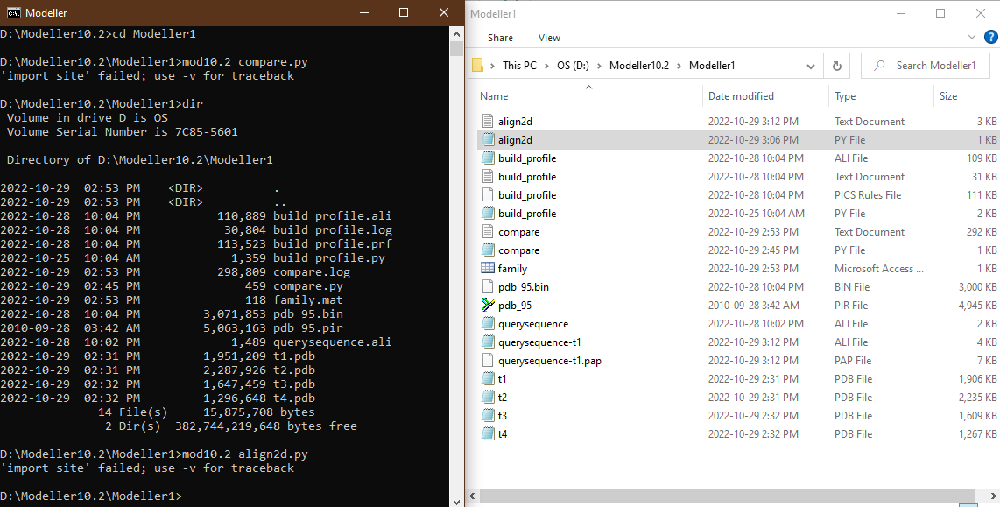 Modeller
D:\Modeller10.2>cd Modeller1
D:\Modeller10.2\Modeller1>mod10.2 compare.py
'import site' failed; use -v for traceback
D:\Modeller10.2\Modeller1>dir
Volume in drive D is OS
Volume Serial Number is 7C85-5601
Directory of D:\Modeller10.2\Modeller1
2022-10-29 02:53 PM <DIR> .
2022-10-29 02:53 PM <DIR> ..
2022-10-28 10:04 PM 110,889 build_profile.ali
2022-10-28 10:04 PM 30,804 build_profile.log
2022-10-28 10:04 PM 113,523 build_profile.prf
2022-10-25 10:04 AM 1,359 build_profile.py
2022-10-29 02:53 PM 298,809 compare.log
2022-10-29 02:45 PM 459 compare.py
2022-10-29 02:53 PM 118 family.mat
2022-10-28 10:04 PM 3,071,853 pdb_95.bin
2010-09-28 03:42 AM 5,063,163 pdb_95.pir
2022-10-28 10:02 PM 1,489 querysequence.ali
2022-10-29 02:31 PM 1,951,209 t1.pdb
2022-10-29 02:31 PM 2,287,926 t2.pdb
2022-10-29 02:32 PM 1,647,459 t3.pdb
2022-10-29 02:32 PM 1,296,648 t4.pdb
14 File(s) 15,875,708 bytes
2 Dir(s) 382,744,219,648 bytes free
D:\Modeller10.2\Modeller1>mod10.2 align2d.py
'import site' failed; use -v for traceback
D:\Modeller10.2\Modeller1>
Modeller1
Share View
This PC > OS (D:) > Modeller10.2 > Modeller1
Search Modeller1
Name Date modified Type Size
align2d 2022-10-29 3:12 PM Text Document 3 KB
align2d 2022-10-29 3:06 PM PY File 1 KB
build_profile 2022-10-28 10:04 PM ALI File 109 KB
build_profile 2022-10-28 10:04 PM Text Document 31 KB
build_profile 2022-10-28 10:04 PM PICS Rules File 111 KB
build_profile 2022-10-25 10:04 AM PY File 2 KB
compare 2022-10-29 2:53 PM Text Document 292 KB
compare 2022-10-29 2:45 PM PY File 1 KB
family 2022-10-29 2:53 PM Microsoft Access ... 1 KB
pdb_95.bin 2022-10-28 10:04 PM BIN File 3,000 KB
pdb_95 2010-09-28 3:42 AM PIR File 4,945 KB
querysequence 2022-10-28 10:02 PM ALI File 2 KB
querysequence-t1 2022-10-29 3:12 PM ALI File 4 KB
querysequence-t1.pap 2022-10-29 3:12 PM PAP File 7 KB
t1 2022-10-29 2:31 PM PDB File 1,906 KB
t2 2022-10-29 2:31 PM PDB File 2,235 KB
t3 2022-10-29 2:32 PM PDB File 1,609 KB
t4 2022-10-29 2:32 PM PDB File 1,267 KB